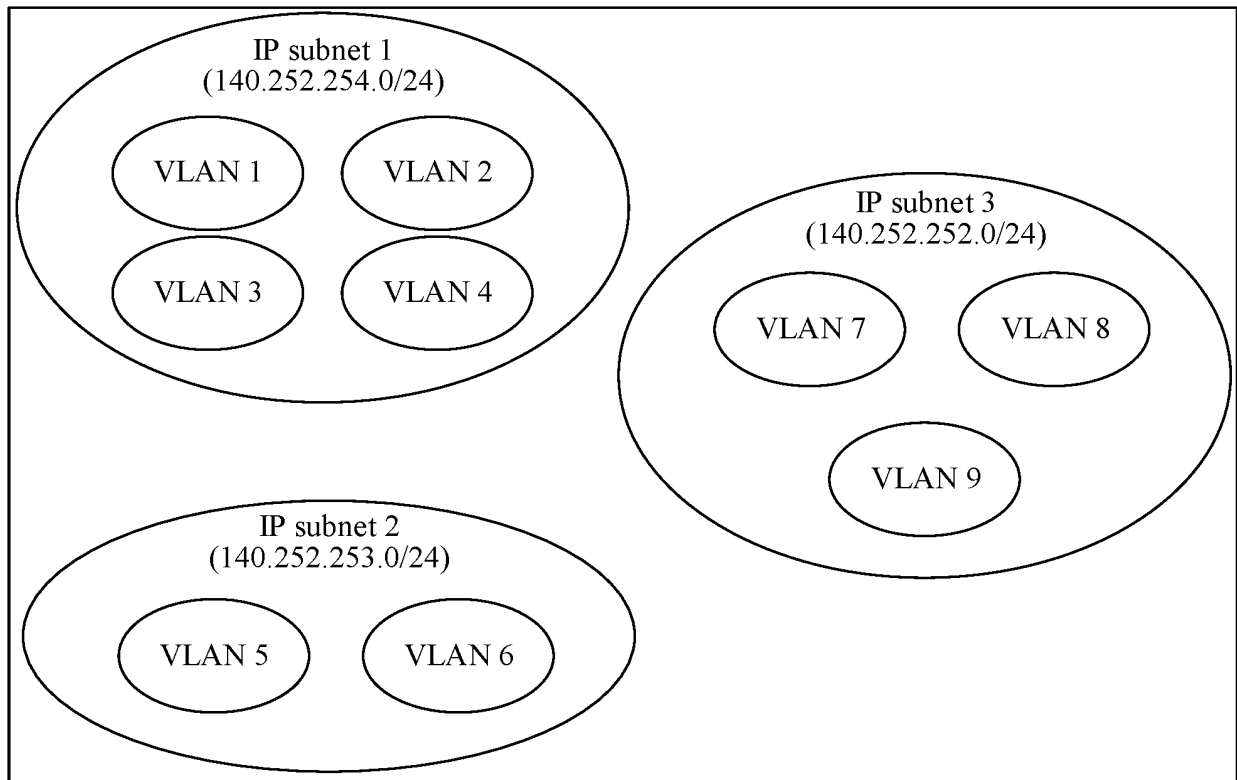 IP subnet 1
(140.252.254.0/24)
VLAN 1
VLAN 2
VLAN 3
VLAN 4
IP subnet 3
(140.252.252.0/24)
VLAN 7
VLAN 8
VLAN 9
IP subnet 2
(140.252.253.0/24)
VLAN 5
VLAN 6